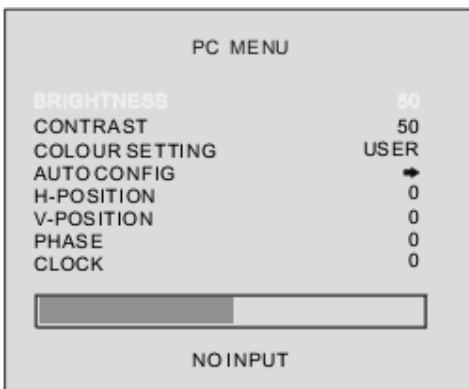 PC MENU
BRIGHTNESS 50
CONTRAST 50
COLOUR SETTING USER
AUTO CONFIG ➡
H-POSITION 0
V-POSITION 0
PHASE 0
CLOCK 0
NO INPUT